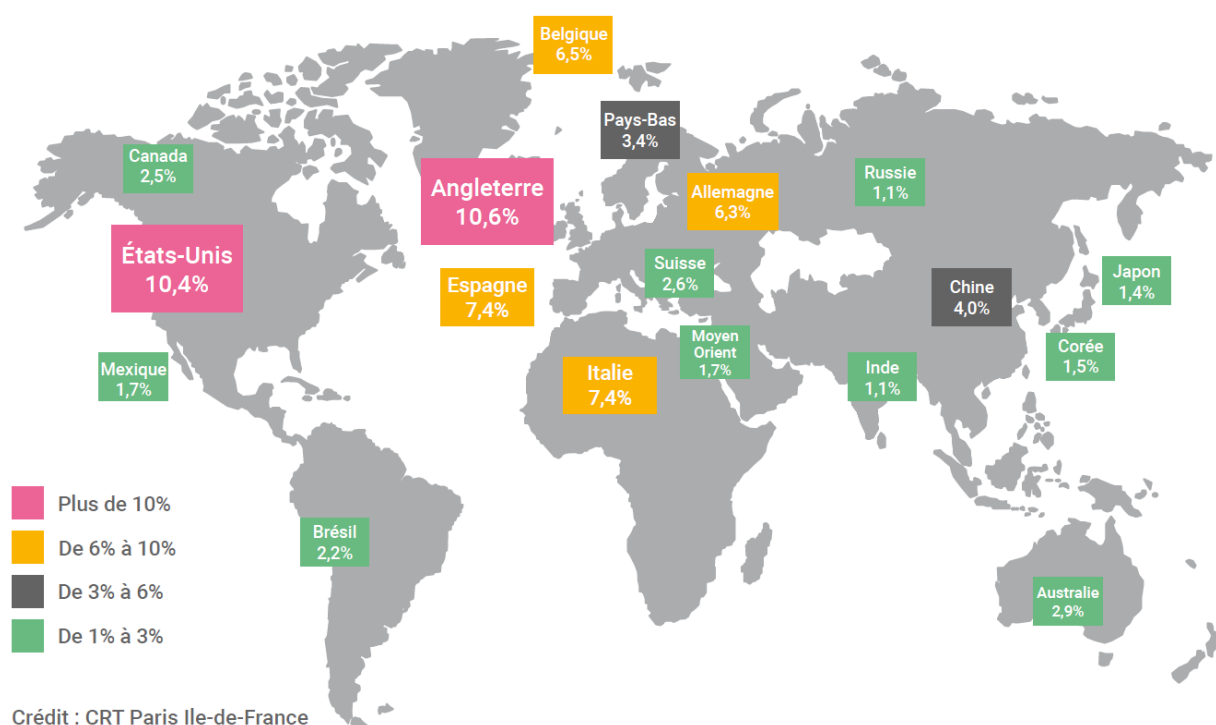 Belgique
6,5%
Pays-Bas
3,4%
Canada
2,5%
Angleterre
10,6%
Russie
1,1%
Allemagne
6,3%
États-Unis
10,4%
Suisse
2,6%
Espagne
7,4%
Chine
4,0%
Japon
1,4%
Moyen
Orient
1,7%
Corée
1,5%
Mexique
1,7%
Italie
7,4%
Inde
1,1%
Plus de 10%
De 6% à 10%
De 3% à 6%
De 1% à 3%
Brésil
2,2%
Australie
2,9%
Crédit : CRT Paris Ile-de-France